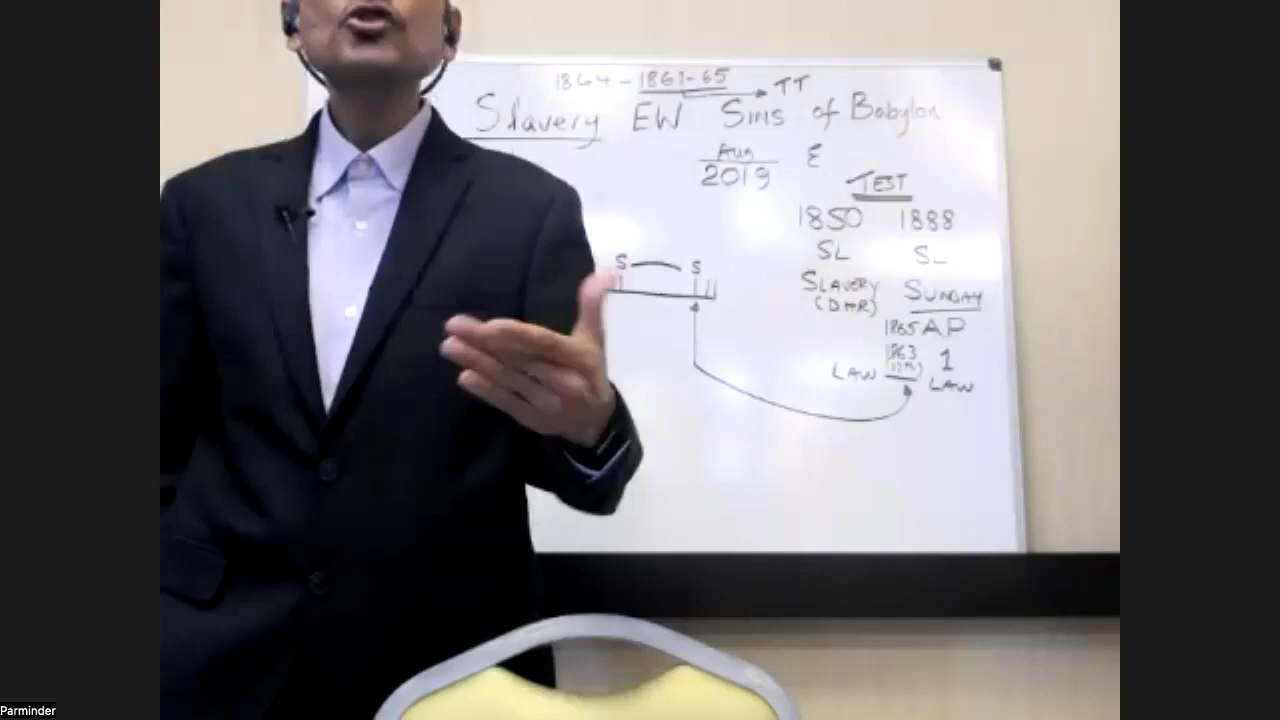 1864 - 1861-65 → TT
Slavery EW Sins of Babylon
Aug
2019 E
TEST
1850 1888
SL SL
SLAVERY SUNDAY
(DHR)
1865 AP
1863 1
LAW LAW
S S
Parminder